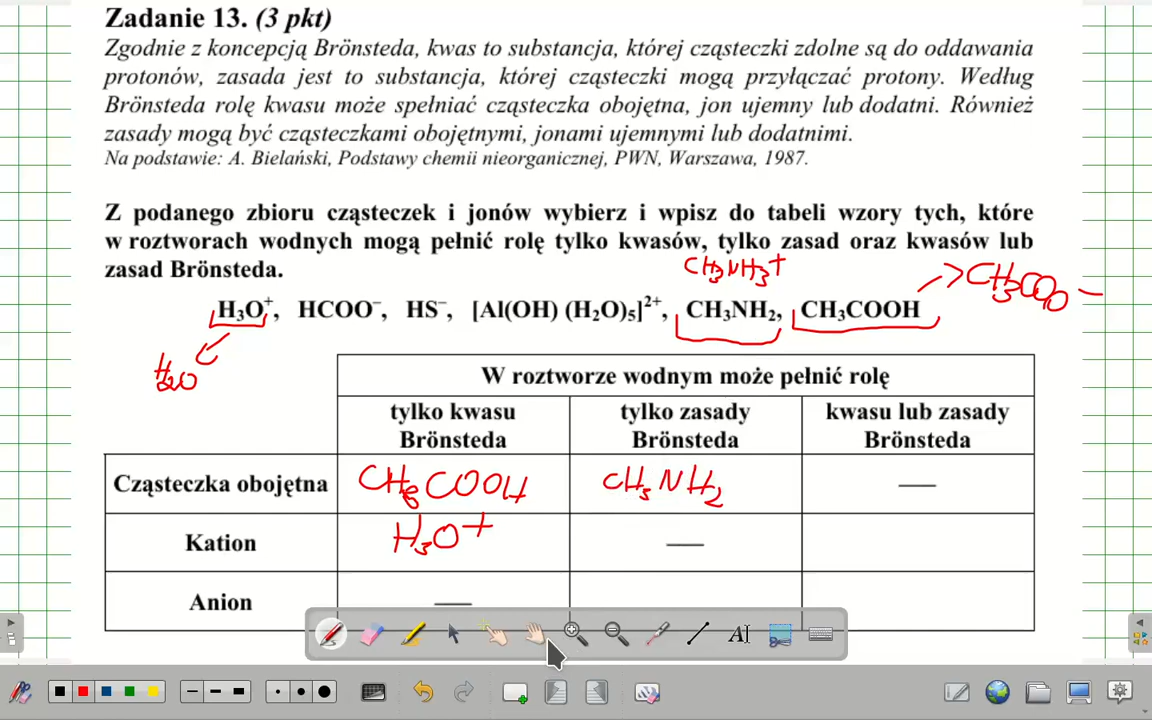 Zadanie 13. (3 pkt)
Zgodnie z koncepcją Brönsteda, kwas to substancja, której cząsteczki zdolne są do oddawania
protonów, zasada jest to substancja, której cząsteczki mogą przyłączać protony. Według
Brönsteda rolę kwasu może spełniać cząsteczka obojętna, jon ujemny lub dodatni. Również
zasady mogą być cząsteczkami obojętnymi, jonami ujemnymi lub dodatnimi.
Na podstawie: A. Bielański, Podstawy chemii nieorganicznej, PWN, Warszawa, 1987.
Z podanego zbioru cząsteczek i jonów wybierz i wpisz do tabeli wzory tych, które
w roztworach wodnych mogą pełnić rolę tylko kwasów, tylko zasad oraz kwasów lub
zasad Brönsteda.
CH₃NH₃⁺
CH₃COO⁻
H₃O⁺, HCOO⁻, HS⁻, [Al(OH) (H₂O)₅]²⁺, CH₃NH₂, CH₃COOH
H₂O
W roztworze wodnym może pełnić rolę
tylko kwasu Brönsteda
tylko zasady Brönsteda
kwasu lub zasady Brönsteda
Cząsteczka obojętna CH₃COOH CH₃NH₂ —
Kation H₃O⁺ —
Anion —
A